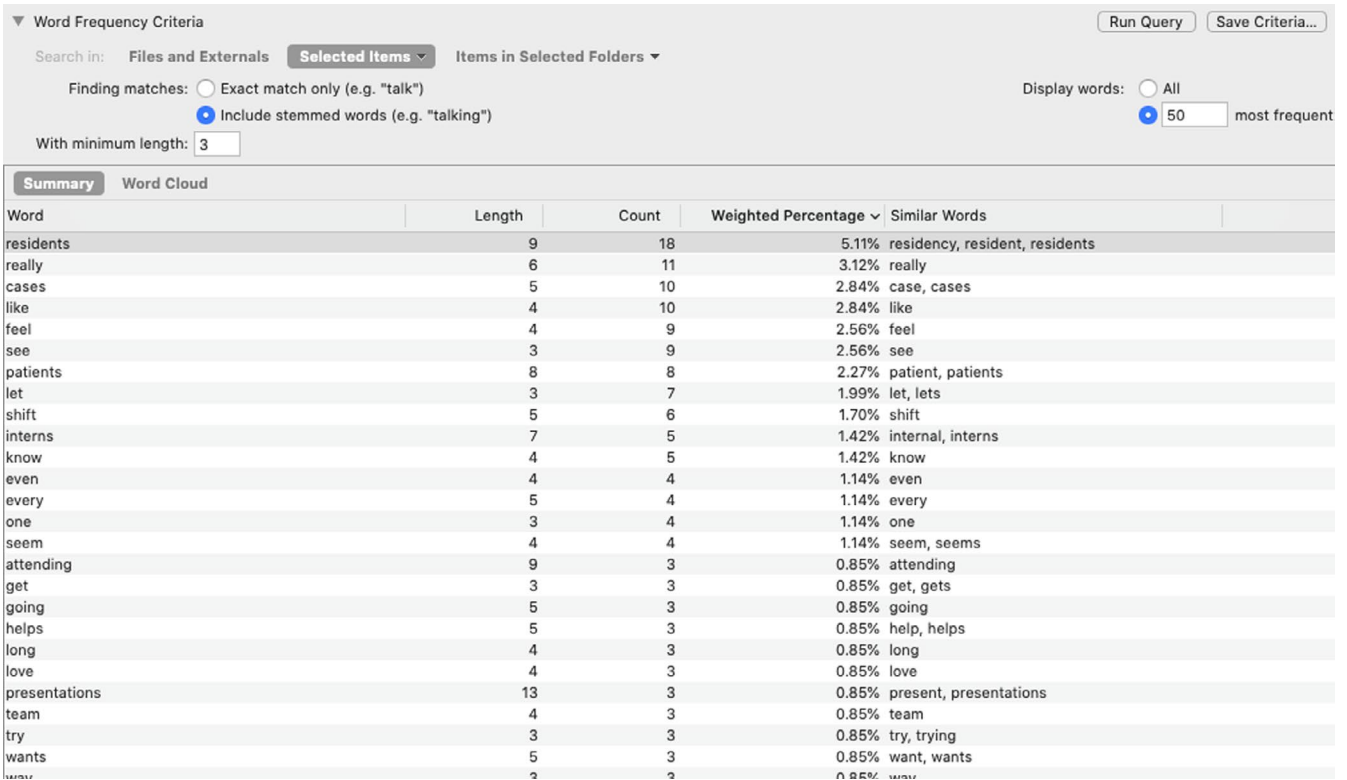 Word Frequency Criteria Run Query Save Criteria...
Search in: Files and Externals Selected Items Items in Selected Folders
Finding matches: Exact match only (e.g. "talk") Display words: All
Include stemmed words (e.g. "talking") 50 most frequent
With minimum length: 3
Summary Word Cloud
Word Length Count Weighted Percentage Similar Words
residents 9 18 5.11% residency, resident, residents
really 6 11 3.12% really
cases 5 10 2.84% case, cases
like 4 10 2.84% like
feel 4 9 2.56% feel
see 3 9 2.56% see
patients 8 8 2.27% patient, patients
let 3 7 1.99% let, lets
shift 5 6 1.70% shift
interns 7 5 1.42% internal, interns
know 4 5 1.42% know
even 4 4 1.14% even
every 5 4 1.14% every
one 3 4 1.14% one
seem 4 4 1.14% seem, seems
attending 9 3 0.85% attending
get 3 3 0.85% get, gets
going 5 3 0.85% going
helps 5 3 0.85% help, helps
long 4 3 0.85% long
love 4 3 0.85% love
presentations 13 3 0.85% present, presentations
team 4 3 0.85% team
try 3 3 0.85% try, trying
wants 5 3 0.85% want, wants
way 3 3 0.85% way